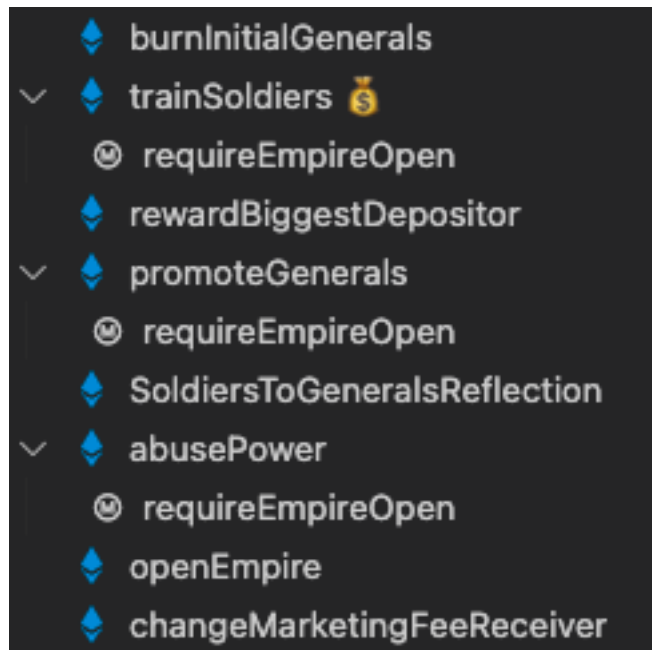 burnInitialGenerals
trainSoldiers 💰
requireEmpireOpen
rewardBiggestDepositor
promoteGenerals
requireEmpireOpen
SoldiersToGeneralsReflection
abusePower
requireEmpireOpen
openEmpire
changeMarketingFeeReceiver